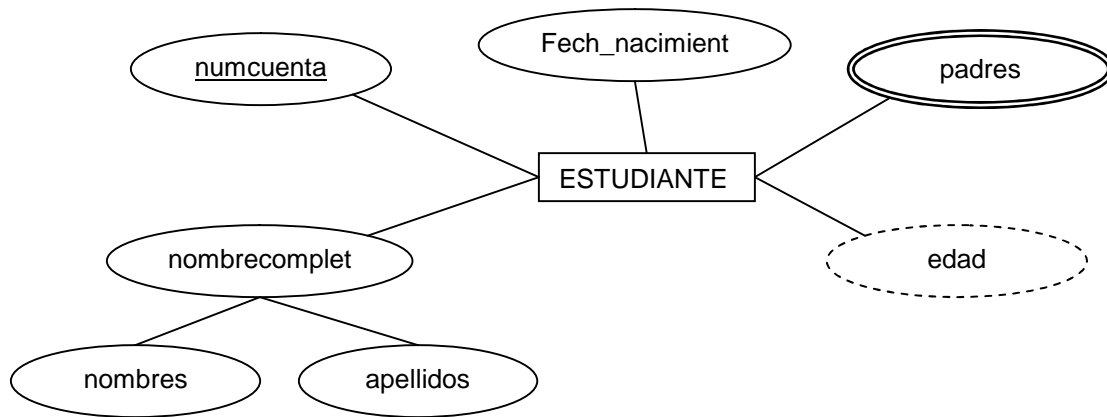 Fech_nacimient
numcuenta
padres
ESTUDIANTE
nombrecomplet
edad
nombres
apellidos